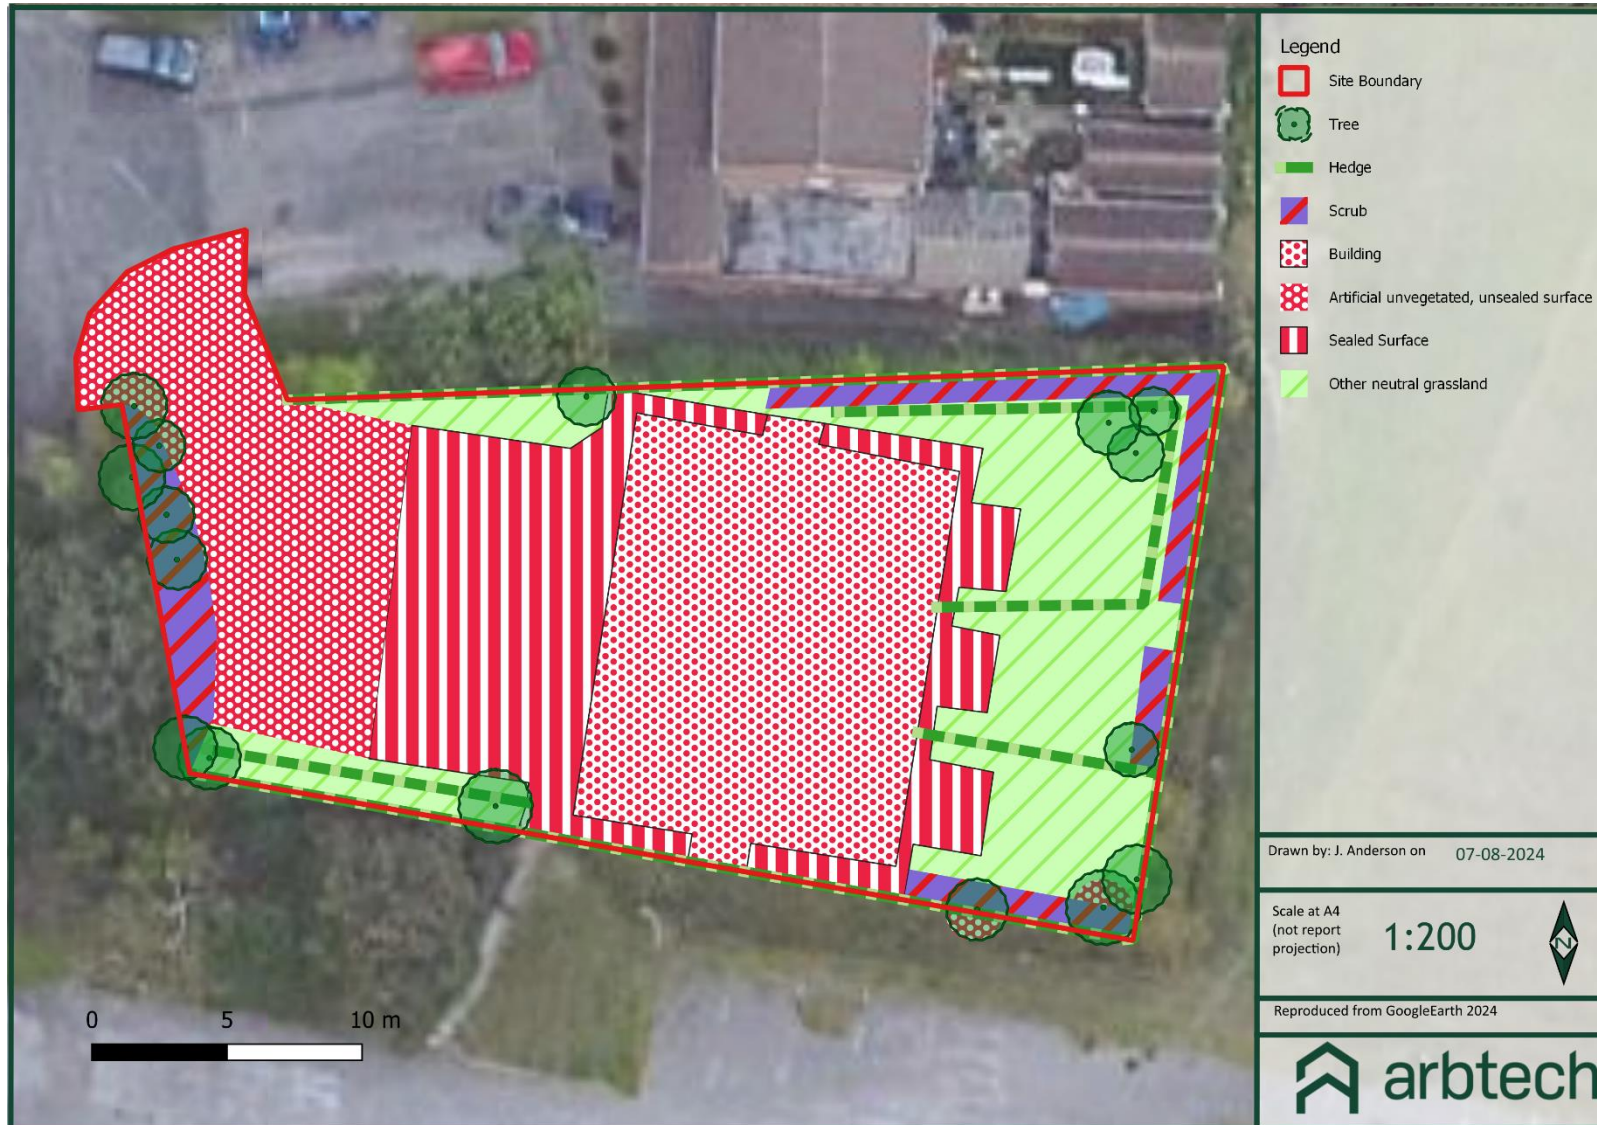 Legend
Site Boundary
Tree
Hedge
Scrub
Building
Artificial unvegetated, unsealed surface
Sealed Surface
Other neutral grassland
Drawn by: J. Anderson on 07-08-2024
Scale at A4
(not report
projection)
1:200
N
Reproduced from GoogleEarth 2024
arbtech
0 5 10 m